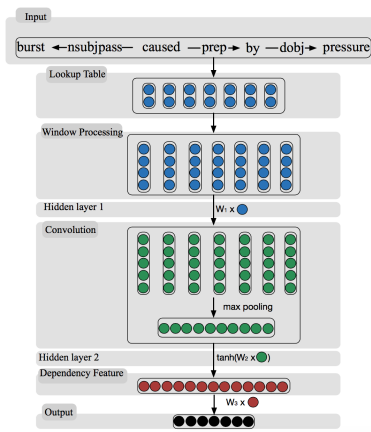 Input
burst ←nsubjpass— caused —prep→ by —dobj→ pressure
Lookup Table
Window Processing
Hidden layer 1
W1 x
Convolution
max pooling
Hidden layer 2
tanh(W2 x )
Dependency Feature
W3 x
Output